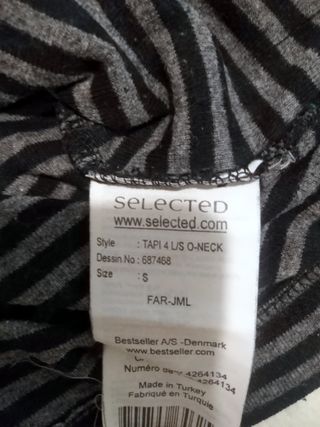 SELECTED
www.selected.com
Style : TAPI 4 L/S O-NECK
Dessin No : 687468
Size : S
FAR-JML
Bestseller A/S -Denmark
www.bestseller.com
4264134
Numéro 4264134
Made in Turkey
Fabriqué en Turquie